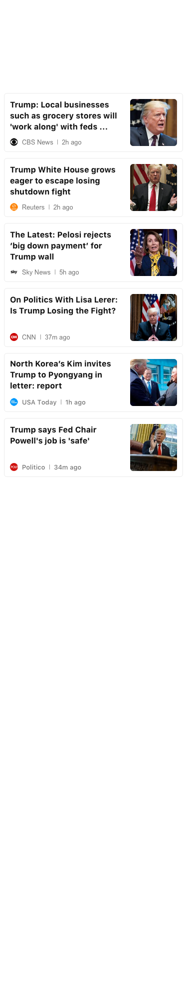 Trump: Local businesses
such as grocery stores will
'work along' with feds ...
CBS News | 2h ago
Trump White House grows
eager to escape losing
shutdown fight
Reuters | 2h ago
The Latest: Pelosi rejects
‘big down payment’ for
Trump wall
sky Sky News | 5h ago
On Politics With Lisa Lerer:
Is Trump Losing the Fight?
CNN CNN | 37m ago
North Korea’s Kim invites
Trump to Pyongyang in
letter: report
USA Today | 1h ago
Trump says Fed Chair
Powell's job is 'safe'
Politico | 34m ago